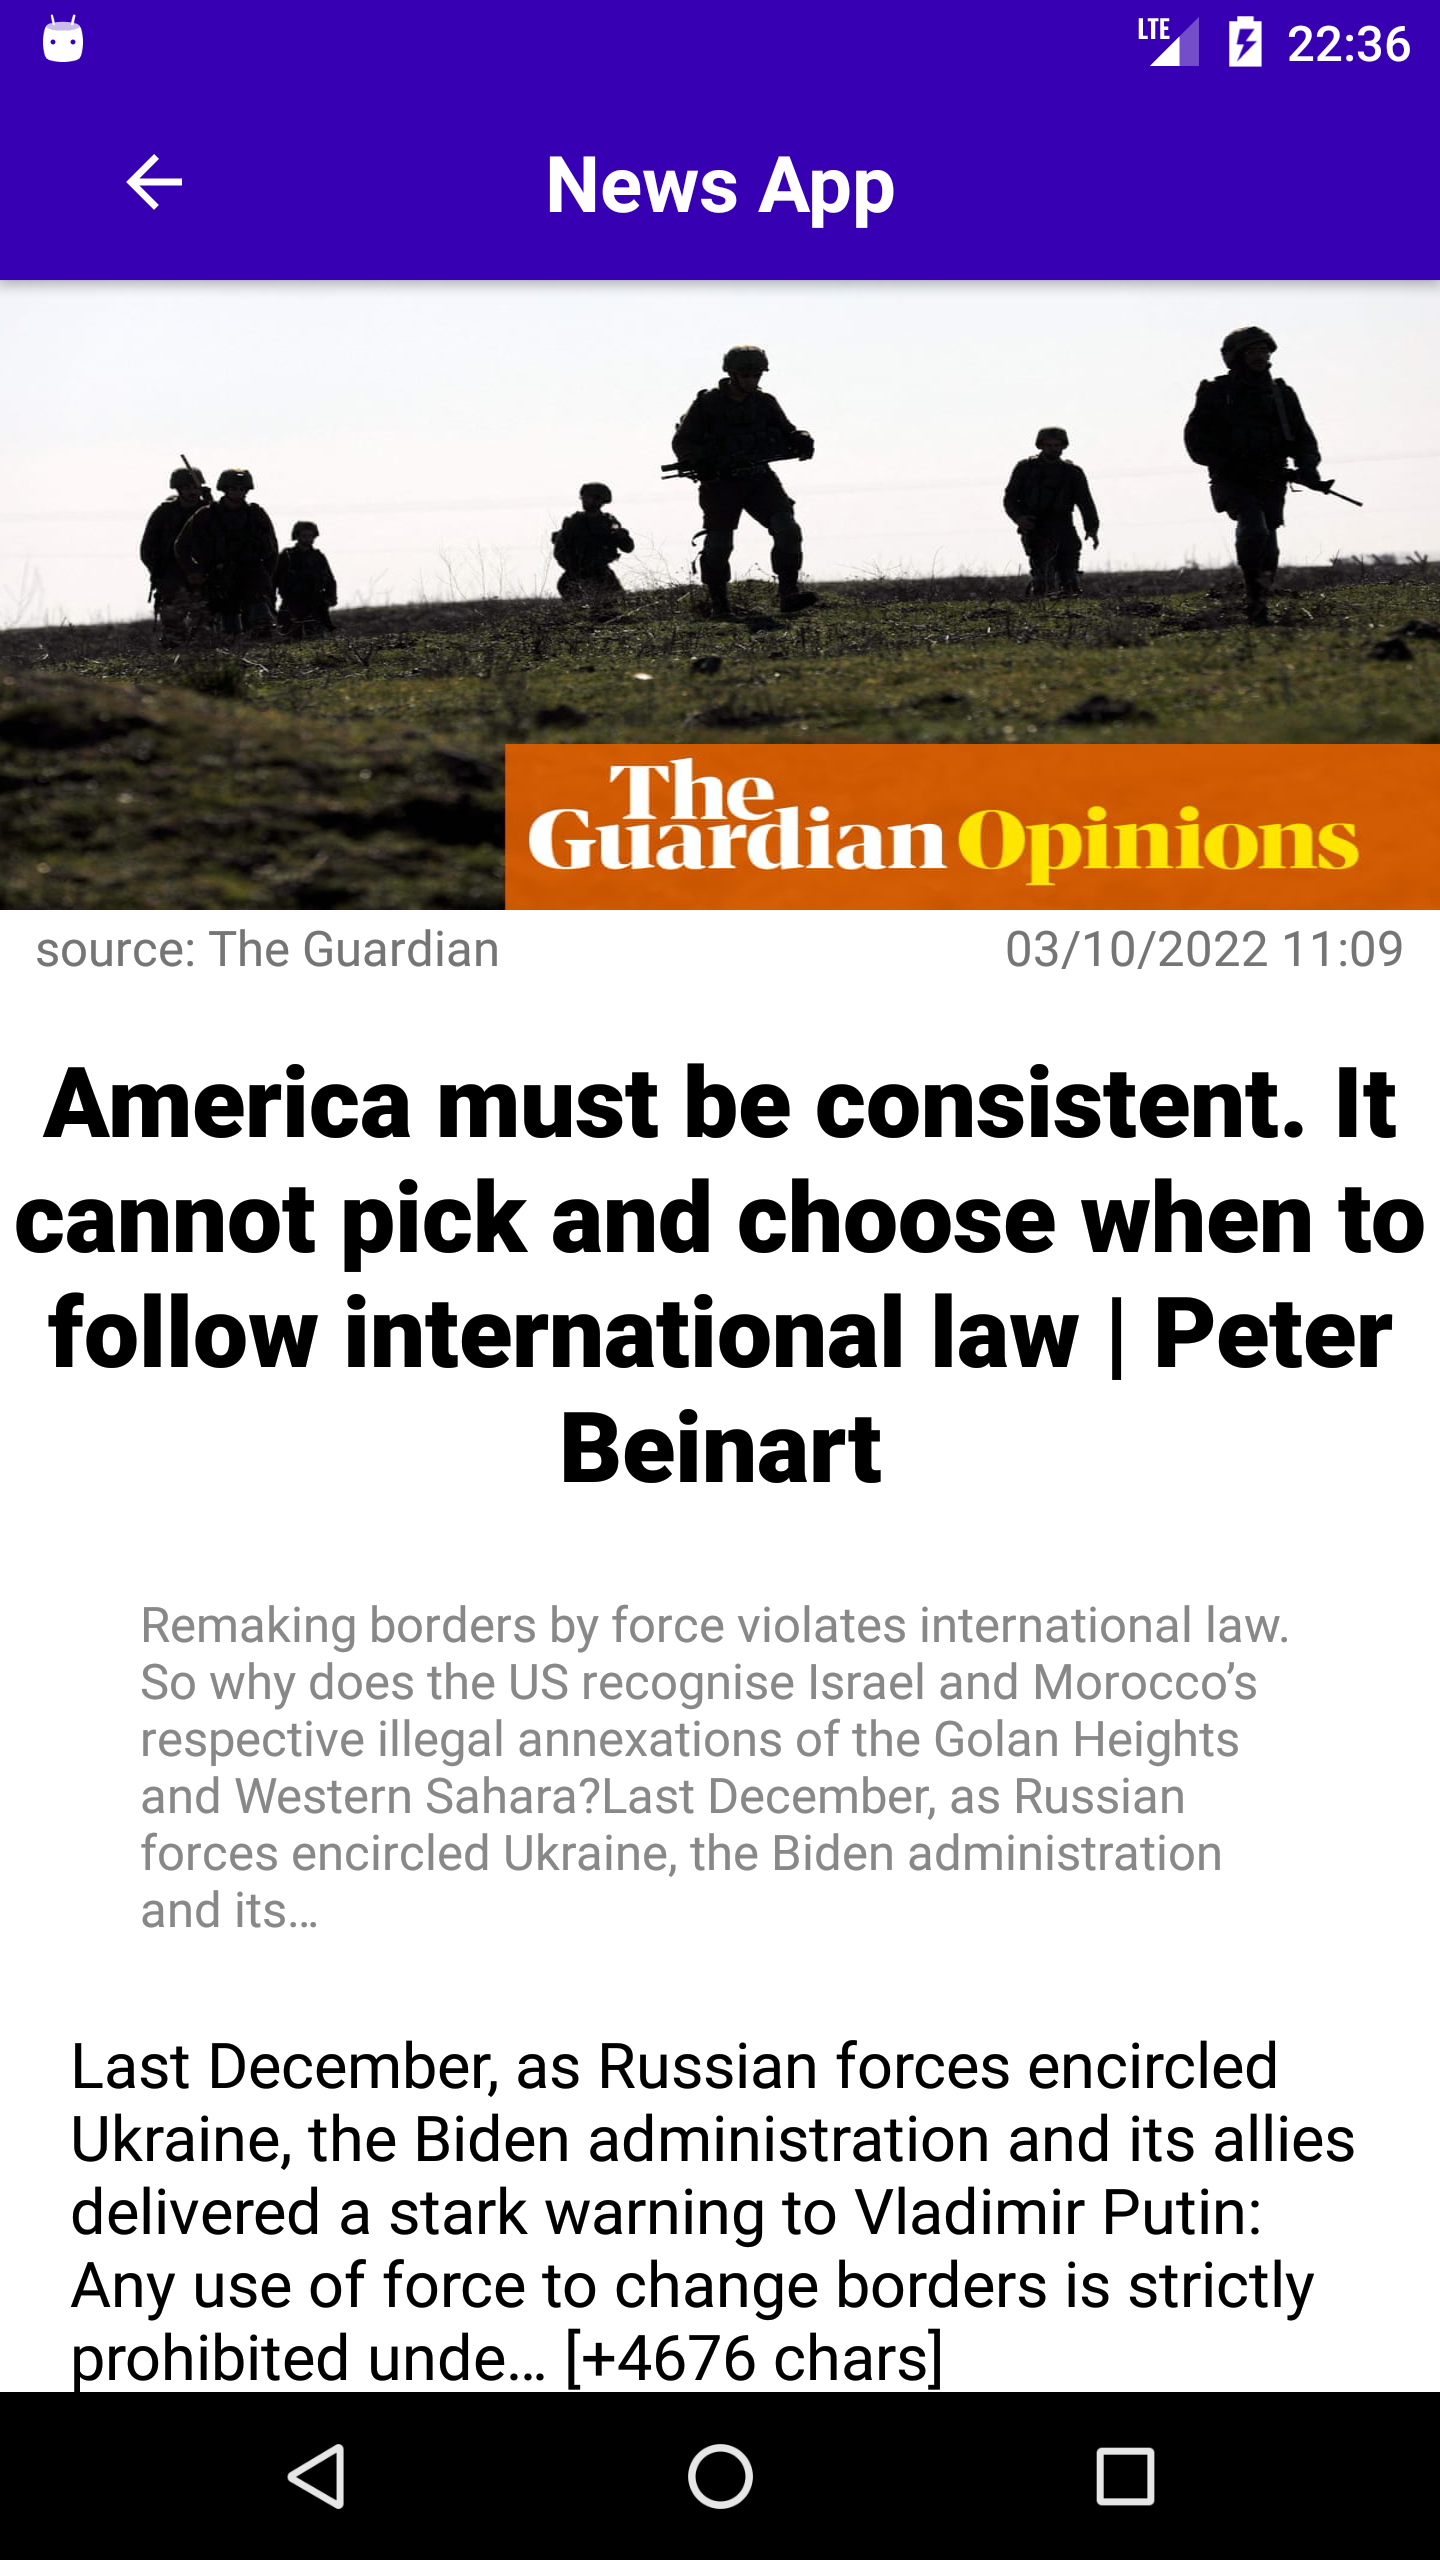 LTE 22:36
News App
The
Guardian Opinions
source: The Guardian 03/10/2022 11:09
America must be consistent. It
cannot pick and choose when to
follow international law | Peter
Beinart
Remaking borders by force violates international law.
So why does the US recognise Israel and Morocco’s
respective illegal annexations of the Golan Heights
and Western Sahara?Last December, as Russian
forces encircled Ukraine, the Biden administration
and its…
Last December, as Russian forces encircled
Ukraine, the Biden administration and its allies
delivered a stark warning to Vladimir Putin:
Any use of force to change borders is strictly
prohibited unde… [+4676 chars]